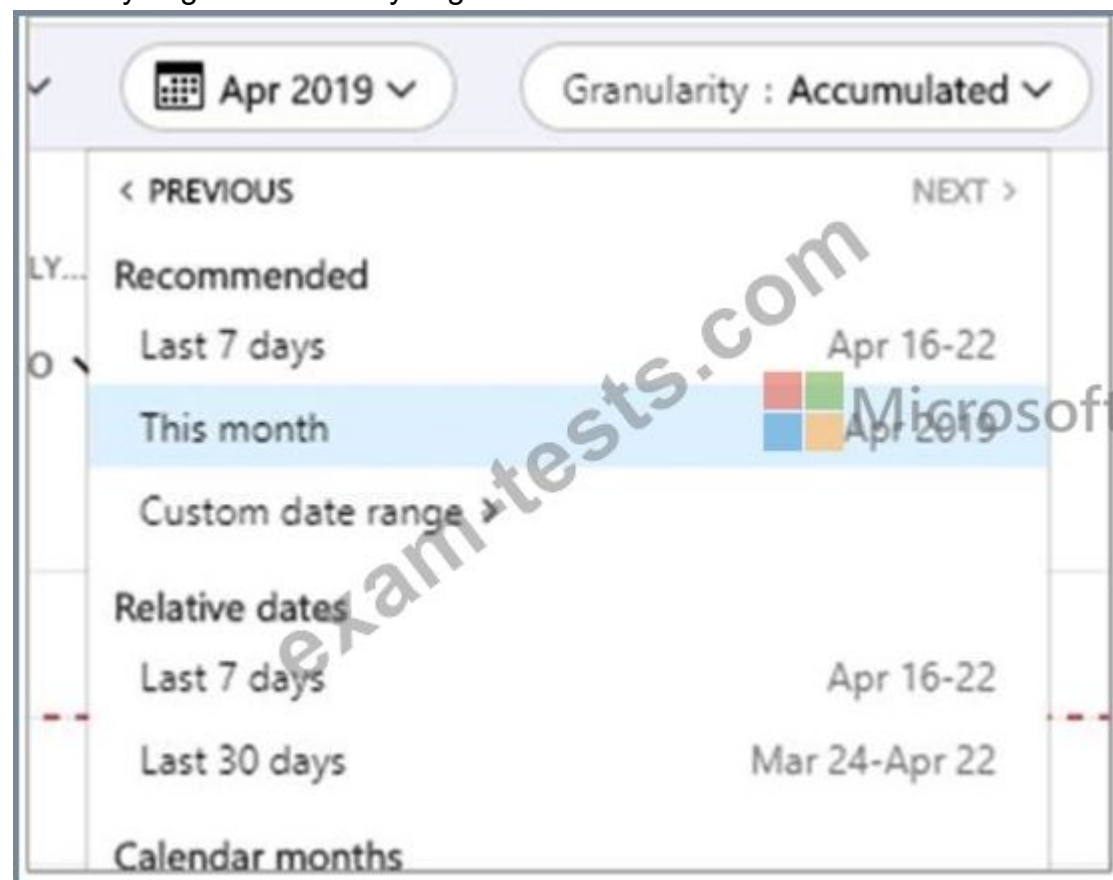 Apr 2019 Granularity : Accumulated
< PREVIOUS NEXT >
LY...
Recommended
Last 7 days Apr 16-22
O
This month Apr 2019
Microsoft
Custom date range >
exam-tests.com
Relative dates
Last 7 days Apr 16-22
Last 30 days Mar 24-Apr 22
Calendar months